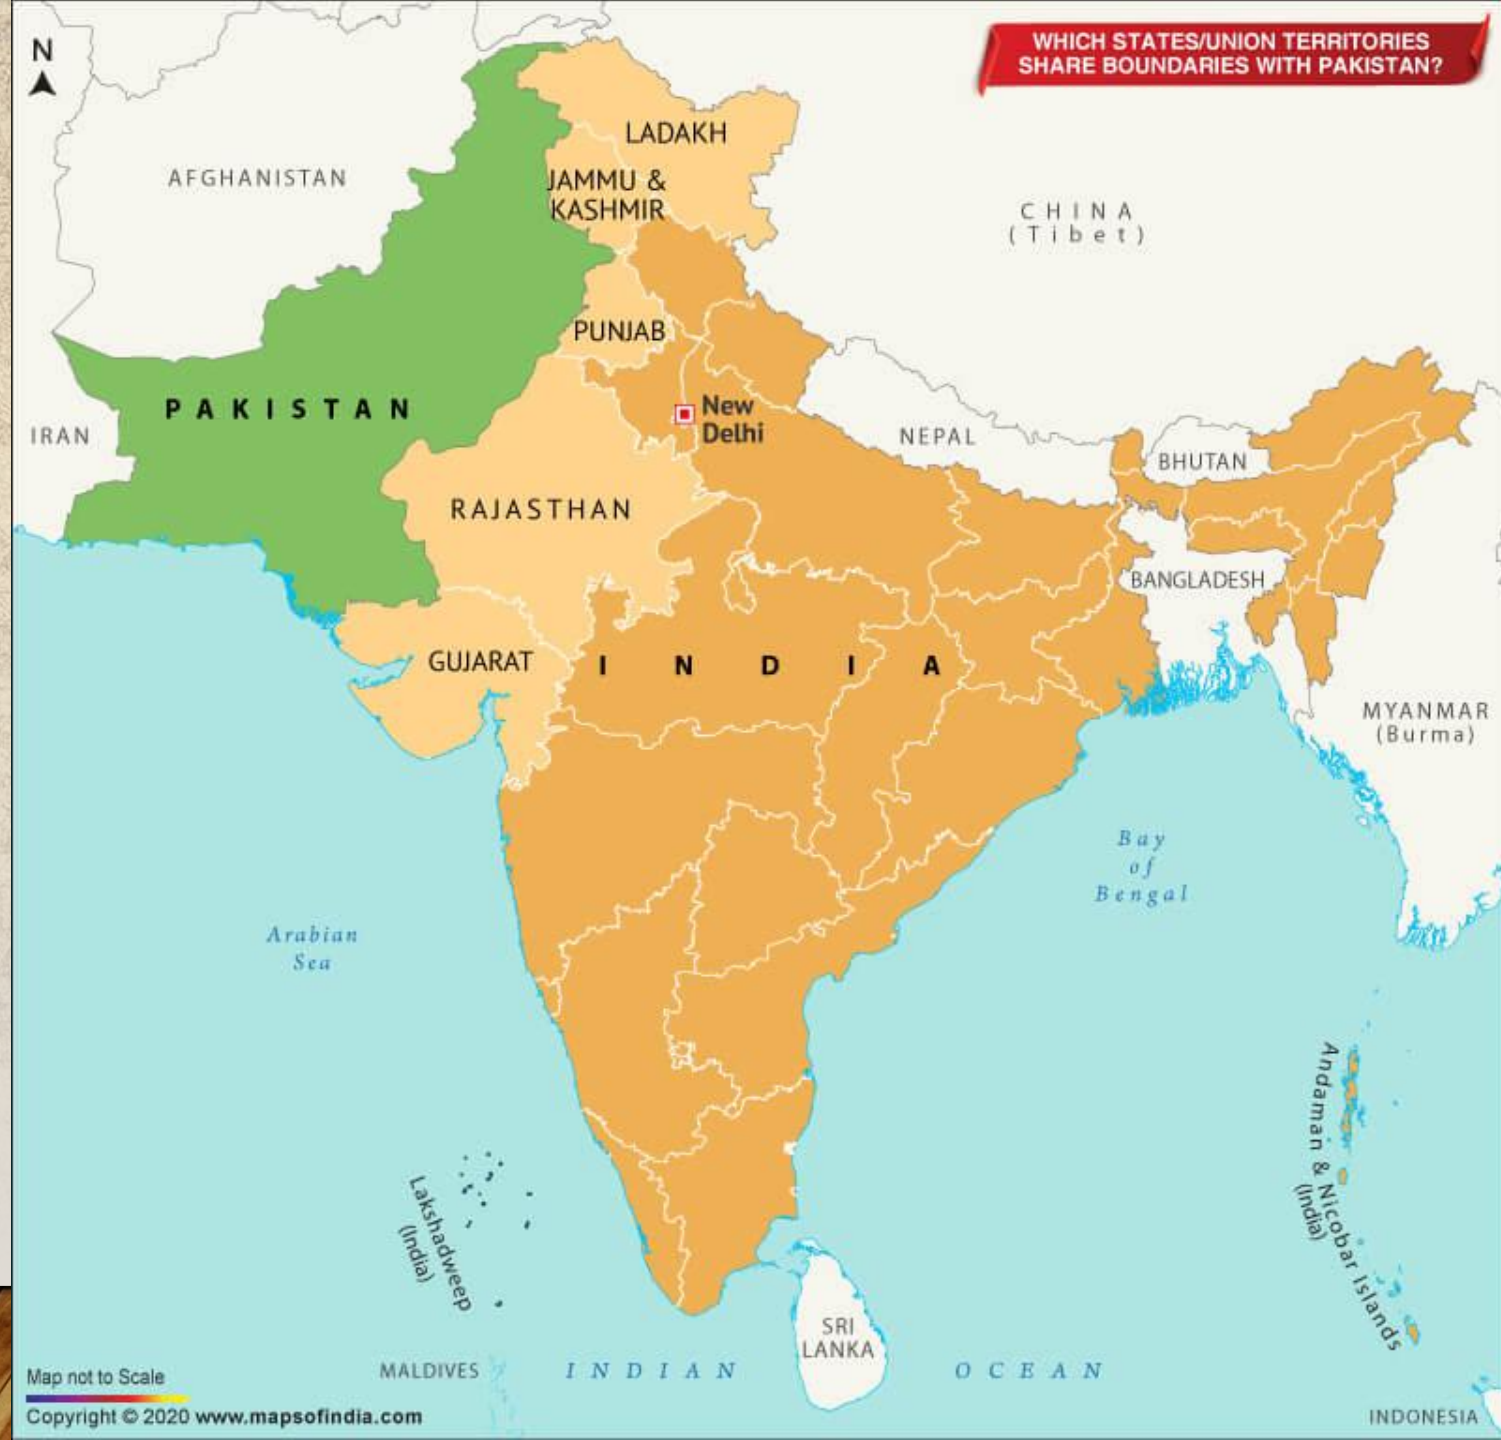 N
WHICH STATES/UNION TERRITORIES
SHARE BOUNDARIES WITH PAKISTAN?
LADAKH
AFGHANISTAN
JAMMU &
KASHMIR
CHINA
(Tibet)
PUNJAB
PAKISTAN
New
Delhi
IRAN
NEPAL
BHUTAN
RAJASTHAN
BANGLADESH
GUJARAT
INDIA
MYANMAR
(Burma)
Bay
of
Bengal
Arabian
Sea
Andaman & Nicobar Islands
(India)
Lakshadweep
(India)
SRI
LANKA
MALDIVES
INDIAN OCEAN
Map not to Scale
Copyright © 2020 www.mapsofindia.com
INDONESIA